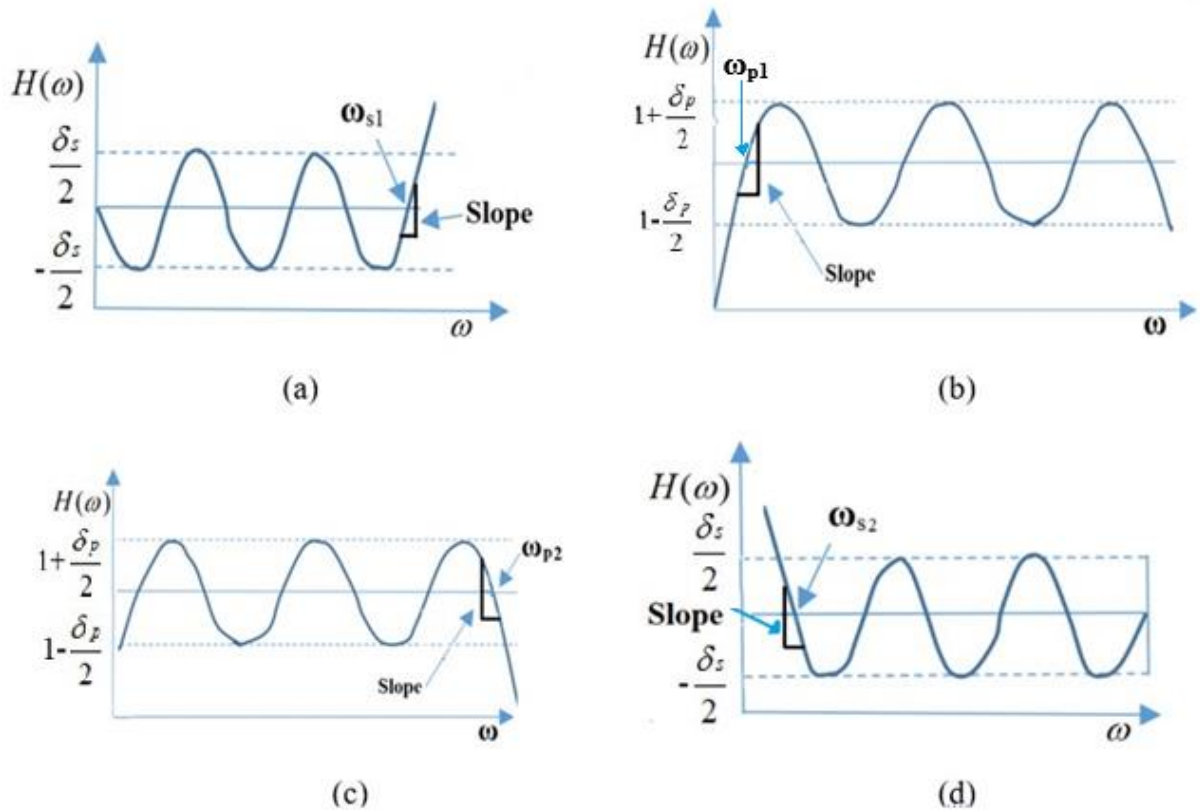 H(ω)
δs/2
-δs/2
ωs1
Slope
ω
(a)
H(ω)
1+δp/2
1-δp/2
ωp1
Slope
ω
(b)
H(ω)
1+δp/2
1-δp/2
ωp2
Slope
ω
(c)
H(ω)
δs/2
-δs/2
ωs2
Slope
ω
(d)